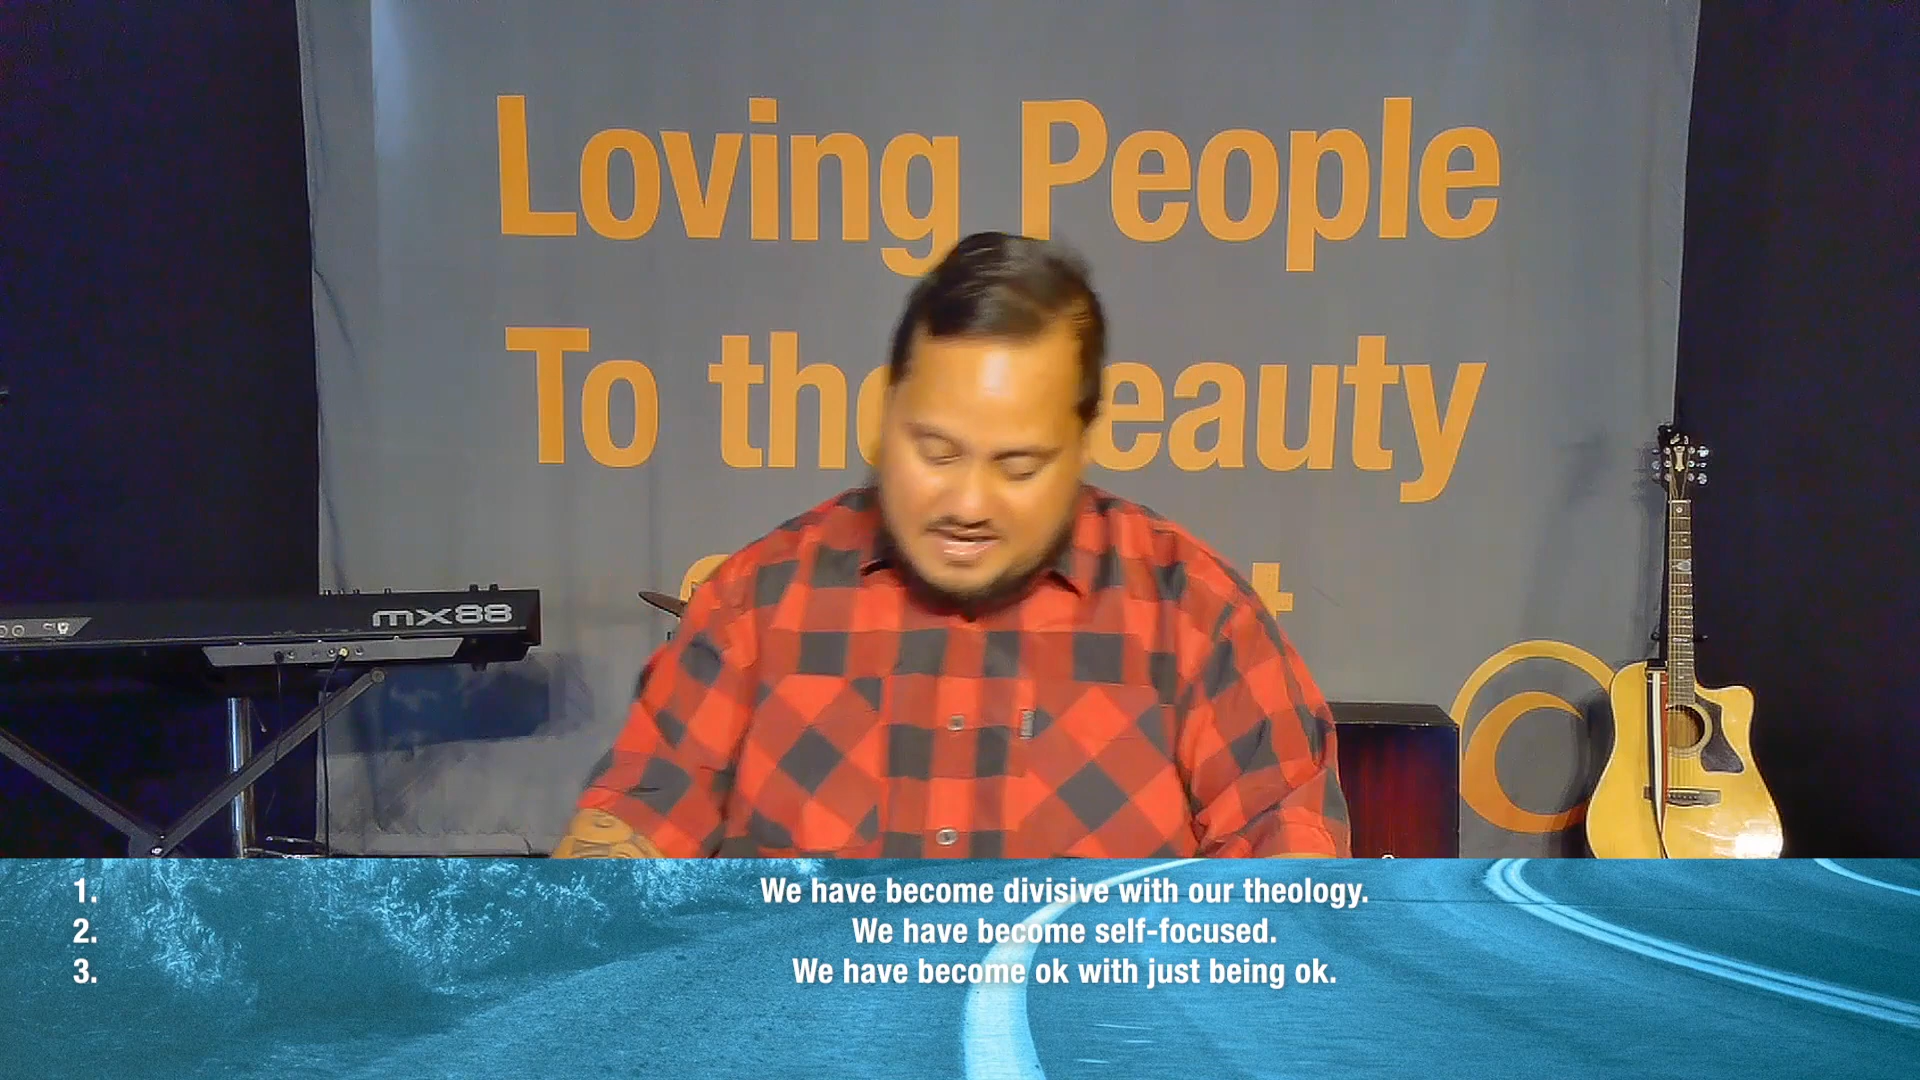 Loving People
To the eauty
mx88
1. We have become divisive with our theology.
2. We have become self-focused.
3. We have become ok with just being ok.